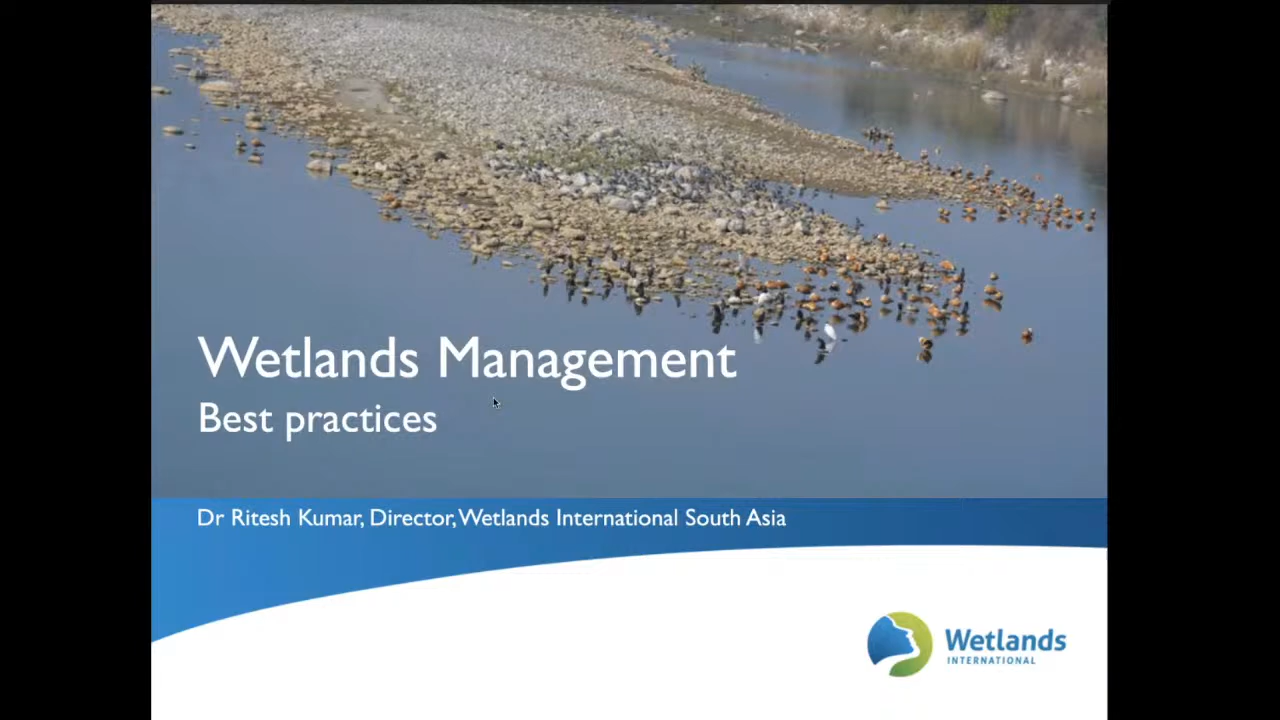 Wetlands Management
Best practices
Dr Ritesh Kumar, Director, Wetlands International South Asia
Wetlands
INTERNATIONAL